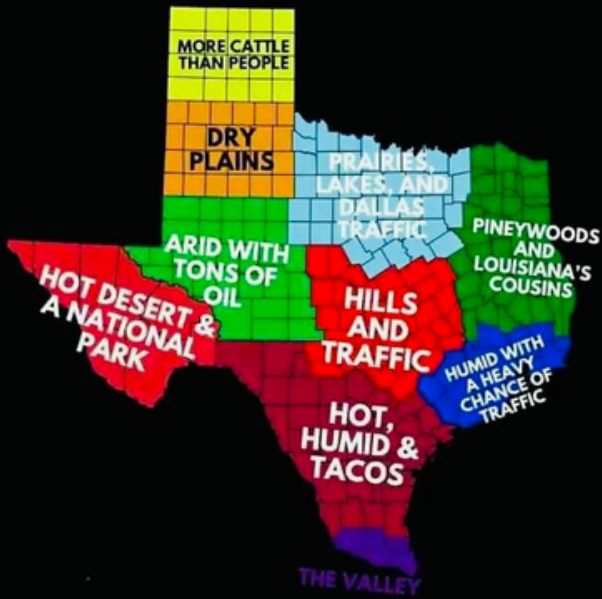 MORE CATTLE
THAN PEOPLE
DRY
PLAINS
PRAIRIES,
LAKES, AND
DALLAS
TRAFFIC
PINEYWOODS
AND
LOUISIANA'S
COUSINS
ARID WITH
TONS OF
OIL
HOT DESERT &
A NATIONAL
PARK
HILLS
AND
TRAFFIC
HUMID WITH
A HEAVY
CHANCE OF
TRAFFIC
HOT,
HUMID &
TACOS
THE VALLEY